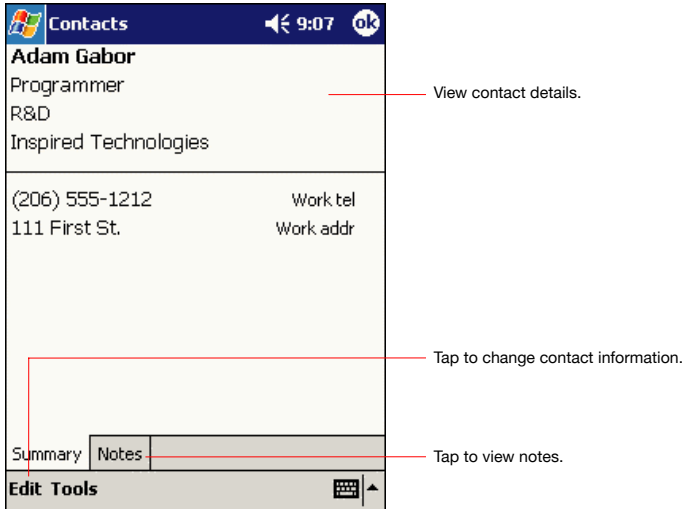 Contacts 9:07 ok
Adam Gabor
Programmer
R&D
Inspired Technologies
View contact details.
(206) 555-1212 Work tel
111 First St. Work addr
Tap to change contact information.
Summary Notes
Tap to view notes.
Edit Tools